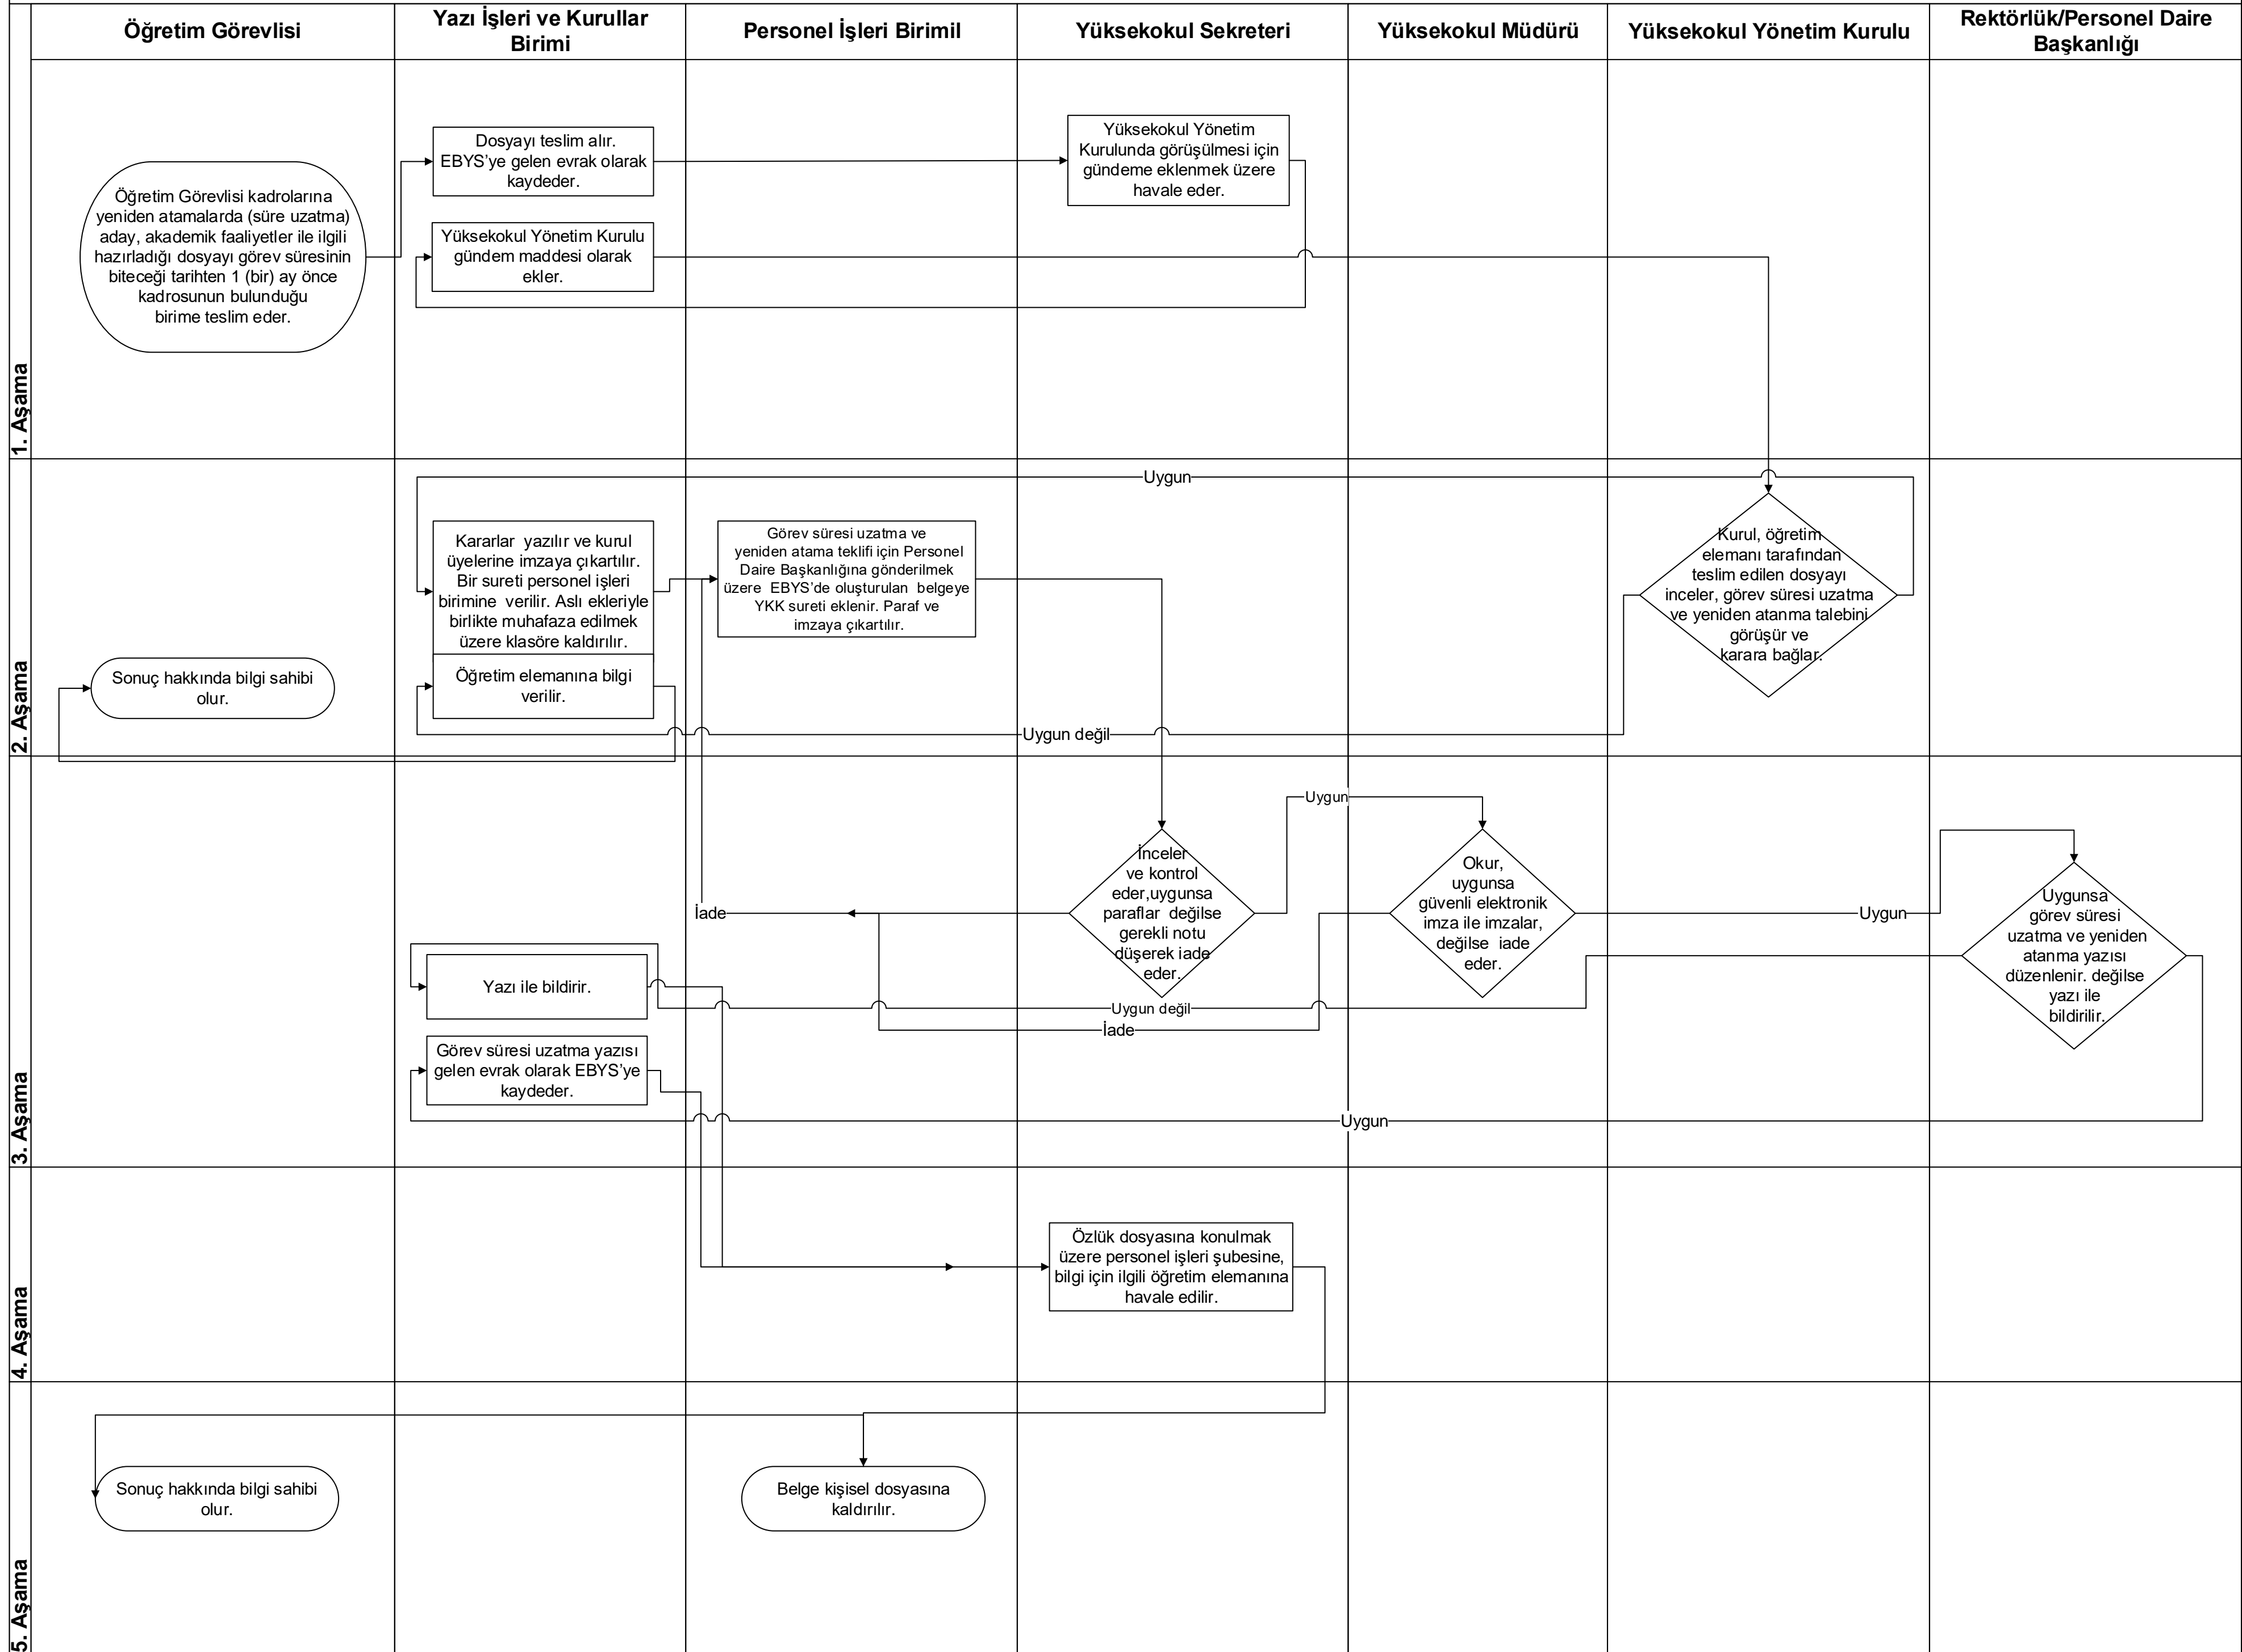 Öğretim Görevlisi
Yazı İşleri ve Kurullar
Birimi
Personel İşleri Birimil
Yüksekokul Sekreteri
Yüksekokul Müdürü
Yüksekokul Yönetim Kurulu
Rektörlük/Personel Daire
Başkanlığı
1. Aşama
Öğretim Görevlisi kadrolarına
yeniden atamalarda (süre uzatma)
aday, akademik faaliyetler ile ilgili
hazırladığı dosyayı görev süresinin
biteceği tarihten 1 (bir) ay önce
kadrosunun bulunduğu
birime teslim eder.
Dosyayı teslim alır.
EBYS’ye gelen evrak olarak
kaydeder.
Yüksekokul Yönetim
Kurulunda görüşülmesi için
gündeme eklenmek üzere
havale eder.
Yüksekokul Yönetim Kurulu
gündem maddesi olarak
ekler.
2. Aşama
Uygun
Kararlar  yazılır ve kurul
üyelerine imzaya çıkartılır.
Bir sureti personel işleri
birimine  verilir. Aslı ekleriyle
birlikte muhafaza edilmek
üzere klasöre kaldırılır.
Görev süresi uzatma ve
yeniden atama teklifi için Personel
Daire Başkanlığına gönderilmek
üzere  EBYS’de oluşturulan  belgeye
YKK sureti eklenir. Paraf ve
imzaya çıkartılır.
Kurul, öğretim
elemanı tarafından
teslim edilen dosyayı
inceler, görev süresi uzatma
ve yeniden atanma talebini
görüşür ve
karara bağlar.
Sonuç hakkında bilgi sahibi
olur.
Öğretim elemanına bilgi
verilir.
Uygun değil
3. Aşama
Uygun
İnceler
ve kontrol
eder,uygunsa
paraflar  değilse
gerekli notu
düşerek iade
eder.
Okur,
uygunsa
güvenli elektronik
imza ile imzalar,
değilse  iade
eder.
Uygun
Uygunsa
görev süresi
uzatma ve yeniden
atanma yazısı
düzenlenir. değilse
yazı ile
bildirilir.
İade
Yazı ile bildirir.
Uygun değil
İade
Görev süresi uzatma yazısı
gelen evrak olarak EBYS’ye
kaydeder.
Uygun
4. Aşama
Özlük dosyasına konulmak
üzere personel işleri şubesine,
bilgi için ilgili öğretim elemanına
havale edilir.
5. Aşama
Sonuç hakkında bilgi sahibi
olur.
Belge kişisel dosyasına
kaldırılır.